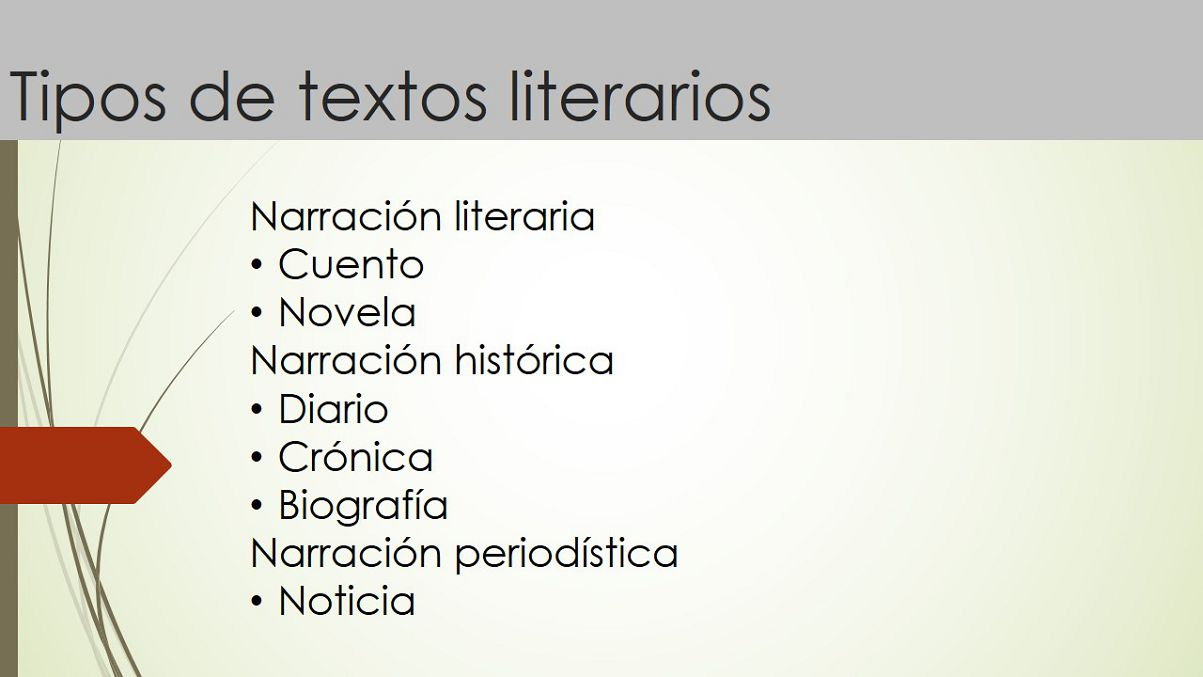 Tipos de textos literarios
Narración literaria
• Cuento
• Novela
Narración histórica
• Diario
• Crónica
• Biografía
Narración periodística
• Noticia